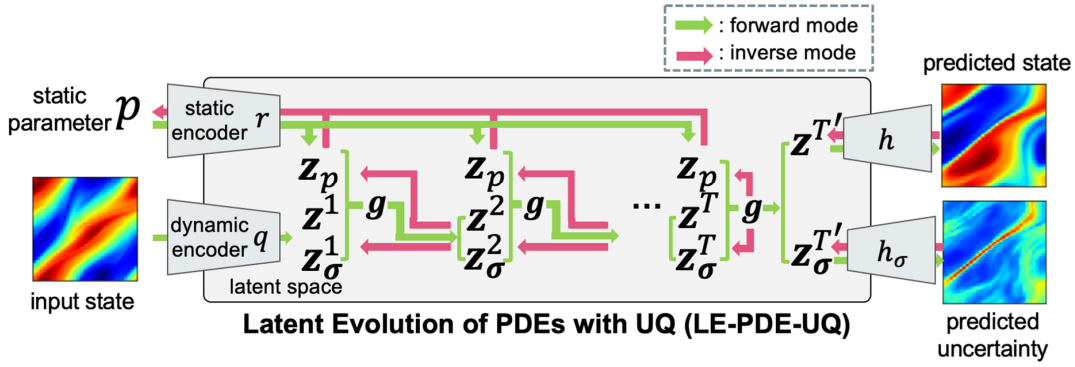 : forward mode
: inverse mode
predicted state
static
parameter p
static
encoder r
h
z^{T'}
z_p
z_p
z_p
z^1
g
z^2
g
...
z^T
g
z_σ^1
z_σ^2
z_σ^T
z_σ^{T'}
h_σ
dynamic
encoder q
latent space
input state
Latent Evolution of PDEs with UQ (LE-PDE-UQ)
predicted
uncertainty